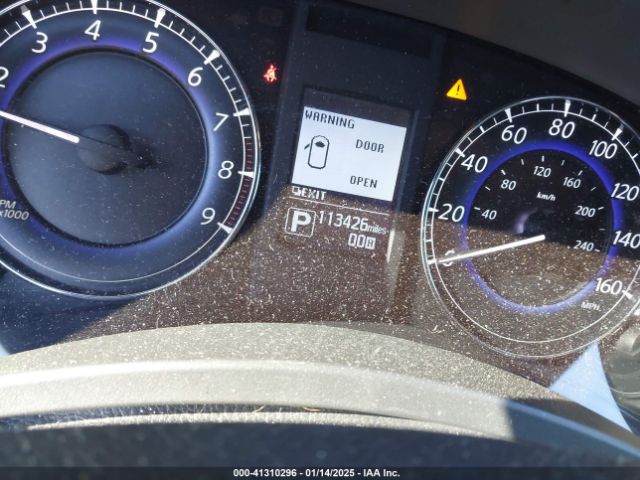 2 3 4 5 6 7 8 9
PM
x1000
WARNING
DOOR
OPEN
EXIT
P 113426 miles
0 20 40 60 80 100 120 140 160
40 80 120 160 200 240
km/h
MPH
000-41310296 - 01/14/2025 - IAA Inc.